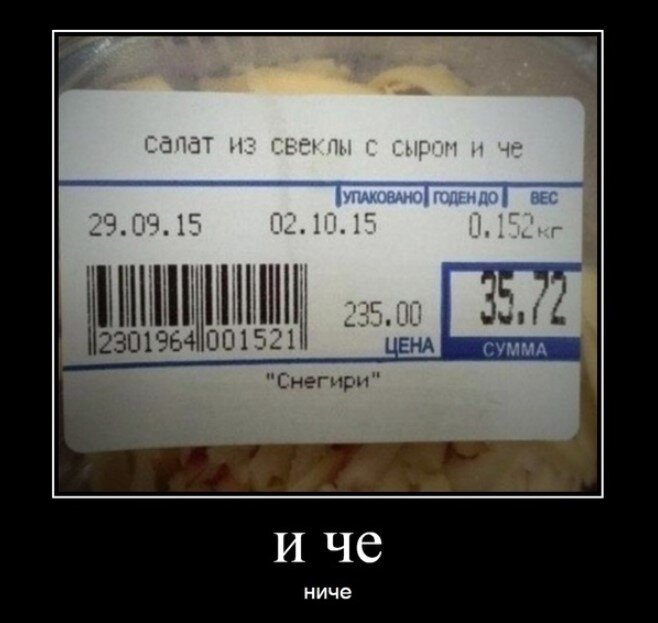 салат из свеклы с сыром и че
УПАКОВАНО ГОДЕН ДО ВЕС
29.09.15 02.10.15 0.152кг
235.00 35.72
2301964 001521 ЦЕНА СУММА
"Снегири"
и че
ниче